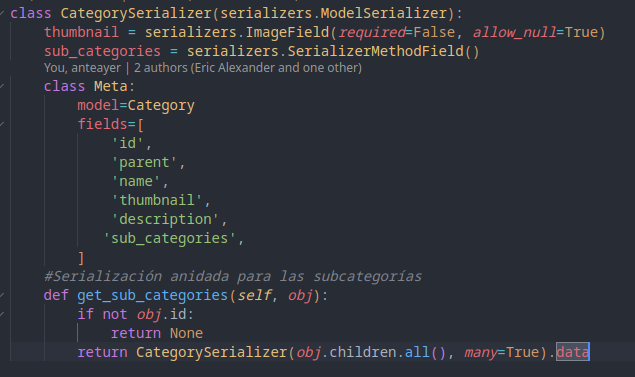 class CategorySerializer(serializers.ModelSerializer):
    thumbnail = serializers.ImageField(required=False, allow_null=True)
    sub_categories = serializers.SerializerMethodField()
    You, anteayer | 2 authors (Eric Alexander and one other)
    class Meta:
        model=Category
        fields=[
            'id',
            'parent',
            'name',
            'thumbnail',
            'description',
           'sub_categories',
        ]
    #Serialización anidada para las subcategorías
    def get_sub_categories(self, obj):
        if not obj.id:
            return None
        return CategorySerializer(obj.children.all(), many=True).data